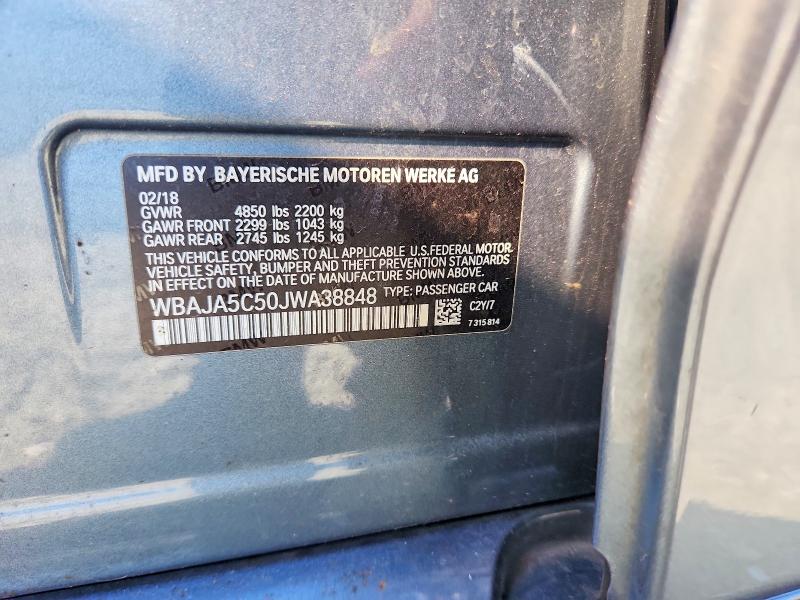 MFD BY BAYERISCHE MOTOREN WERKE AG
02/18
GVWR 4850 lbs 2200 kg
GAWR FRONT 2299 lbs 1043 kg
GAWR REAR 2745 lbs 1245 kg
THIS VEHICLE CONFORMS TO ALL APPLICABLE U.S.FEDERAL MOTOR
VEHICLE SAFETY, BUMPER AND THEFT PREVENTION STANDARDS
IN EFFECT ON THE DATE OF MANUFACTURE SHOWN ABOVE.
WBAJA5C50JWA38848 TYPE: PASSENGER CAR
C2Y/7
7 315 814